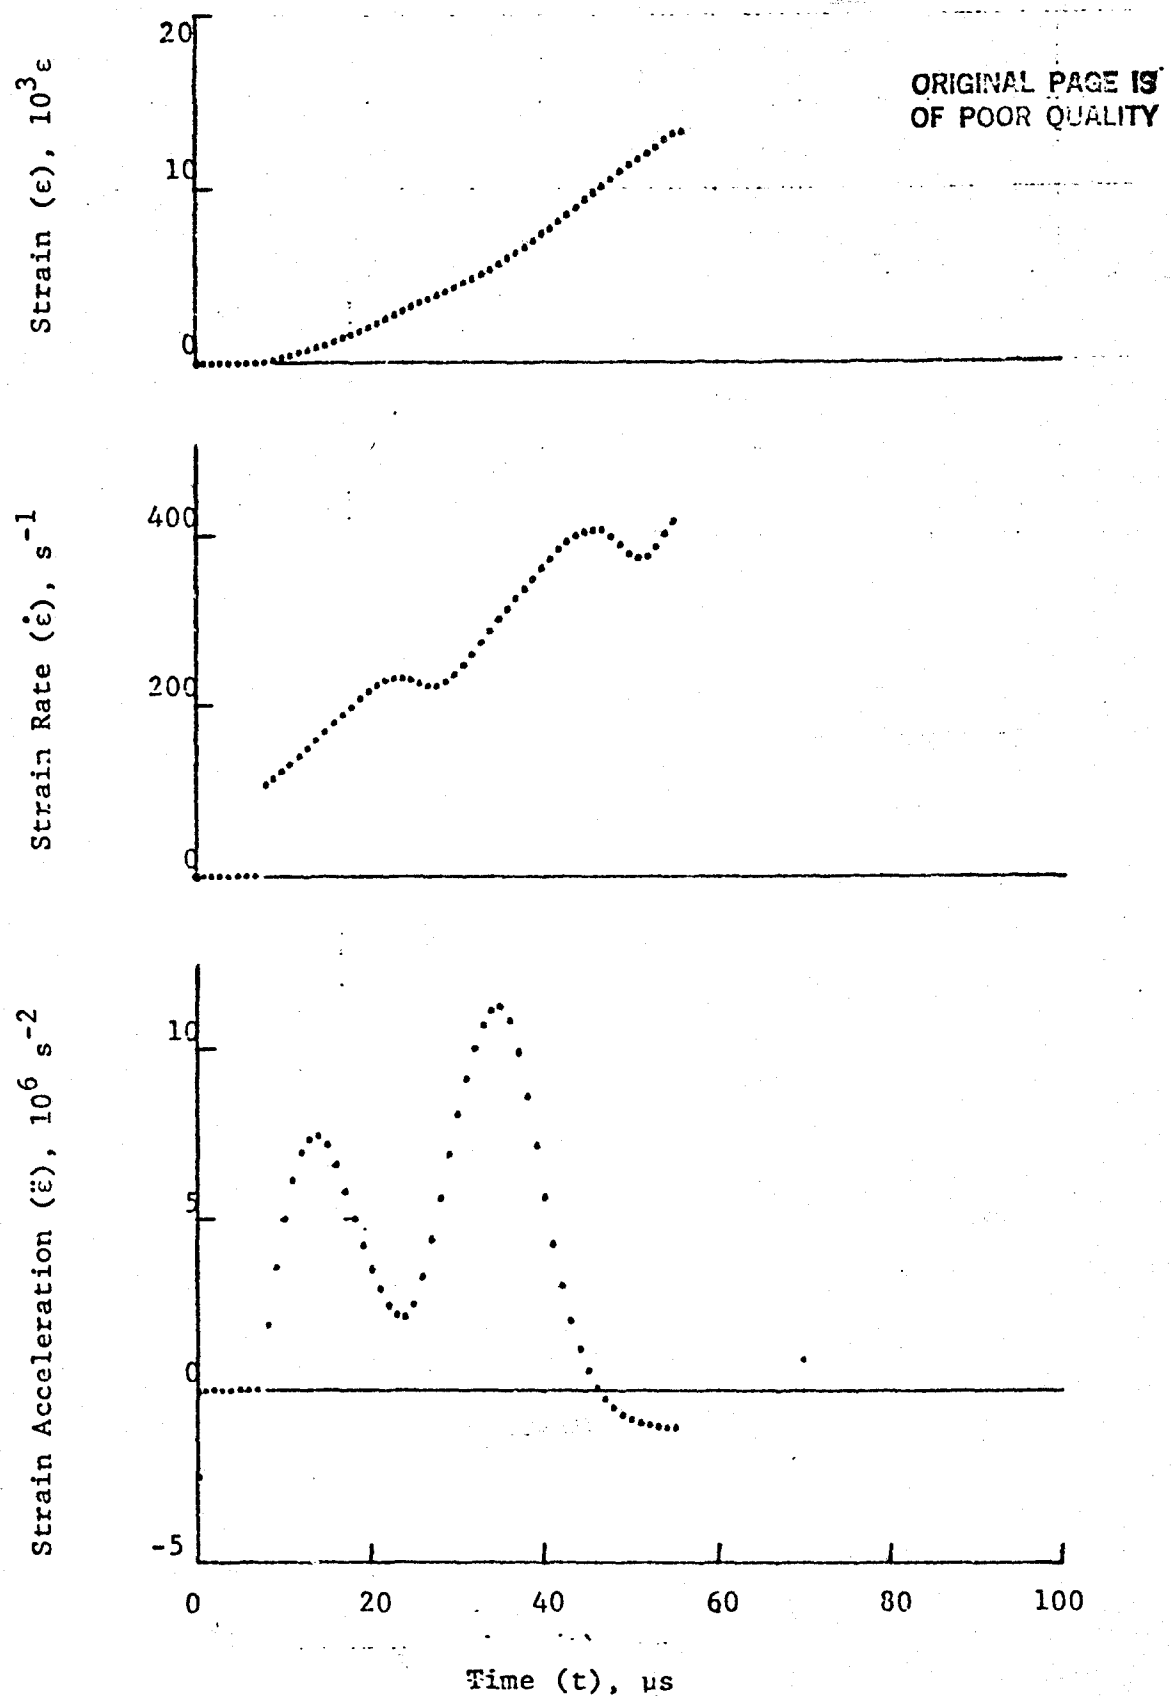 ORIGINAL PAGE IS
OF POOR QUALITY
Strain (ε), 10³ε
20
10
0
Strain Rate (ε̇), s⁻¹
400
200
0
Strain Acceleration (ε̈), 10⁶ s⁻²
10
5
0
-5
0 20 40 60 80 100
Time (t), µs